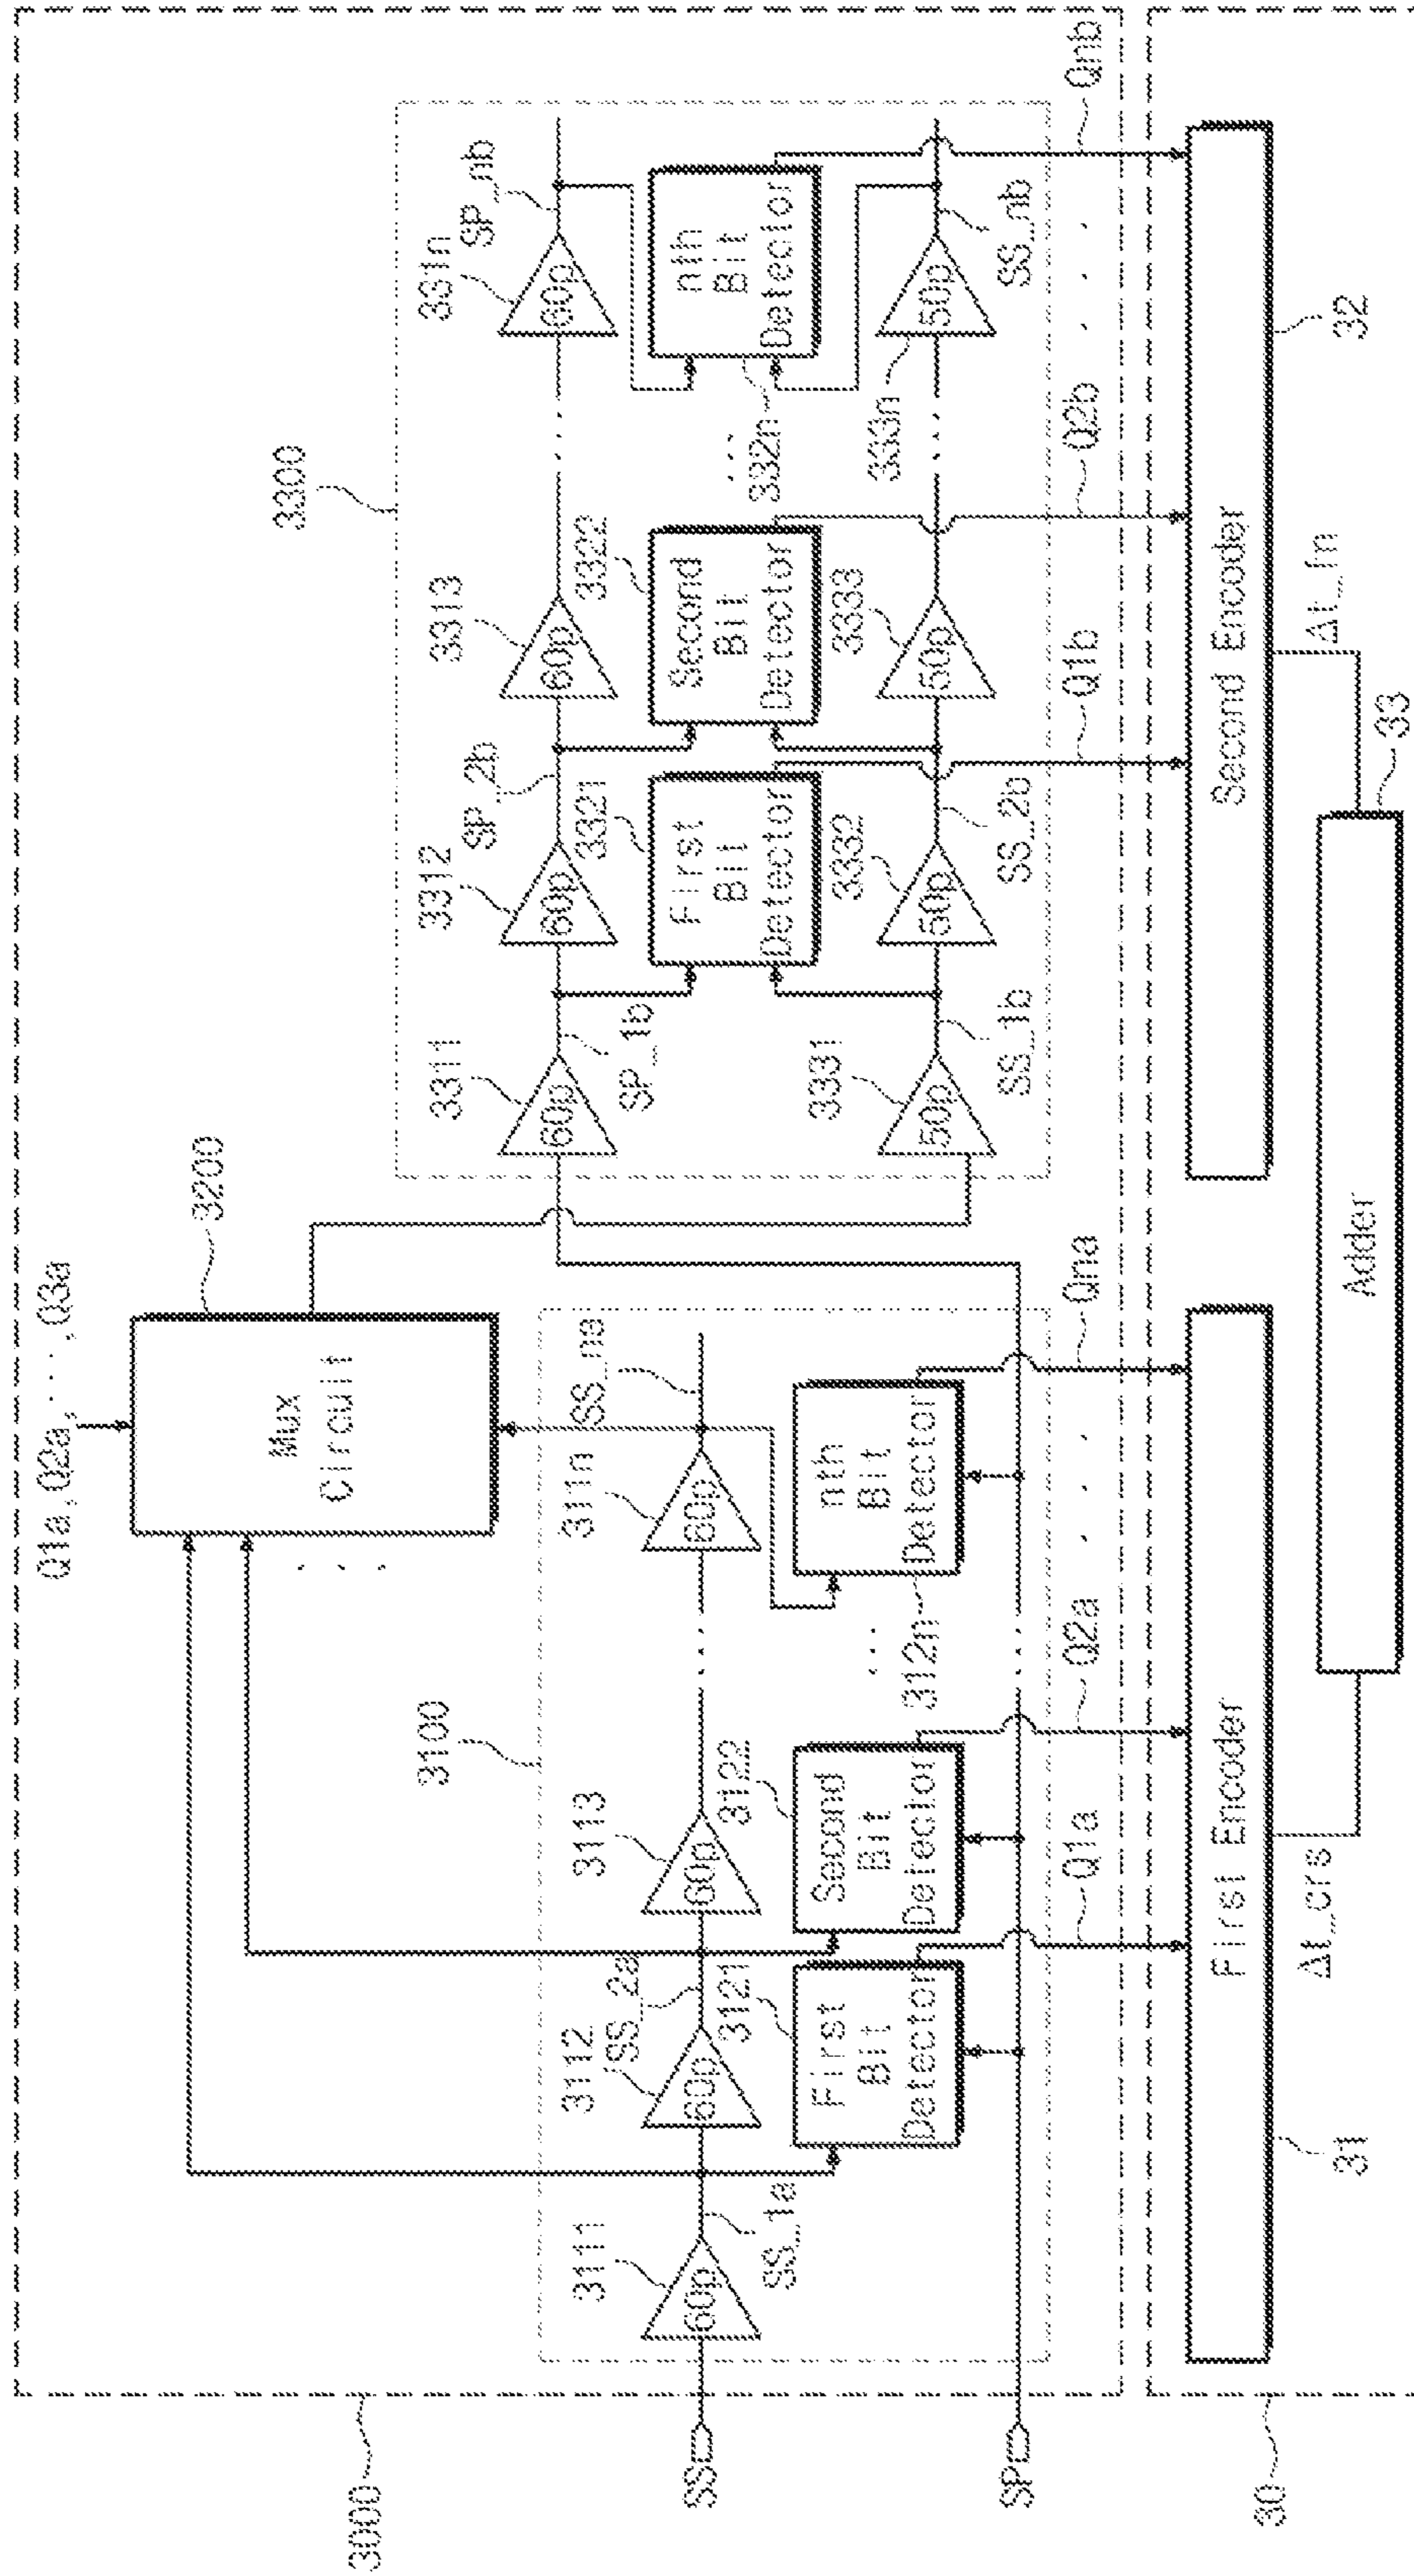 3000
Q1a,Q2a,···,Q3a
3200
Mux
Circuit
3100
3300
SS
3111
60p
SS_1a
3112
60p
SS_2a
3113
60p
311n
60p
SS_na
3121
First
Bit
Detector
3122
Second
Bit
Detector
312n
nth
Bit
Detector
SP
Q1a
Q2a
Qna
3311
60p
SP_1b
3312
60p
SP_2b
3313
60p
331n
60p
SP_nb
3321
First
Bit
Detector
3322
Second
Bit
Detector
332n
nth
Bit
Detector
3331
50p
SS_1b
3332
50p
SS_2b
3333
50p
333n
50p
SS_nb
Q1b
Q2b
Qnb
30
First Encoder
31
Second Encoder
32
Δt_crs
Δt_fn
Adder
33